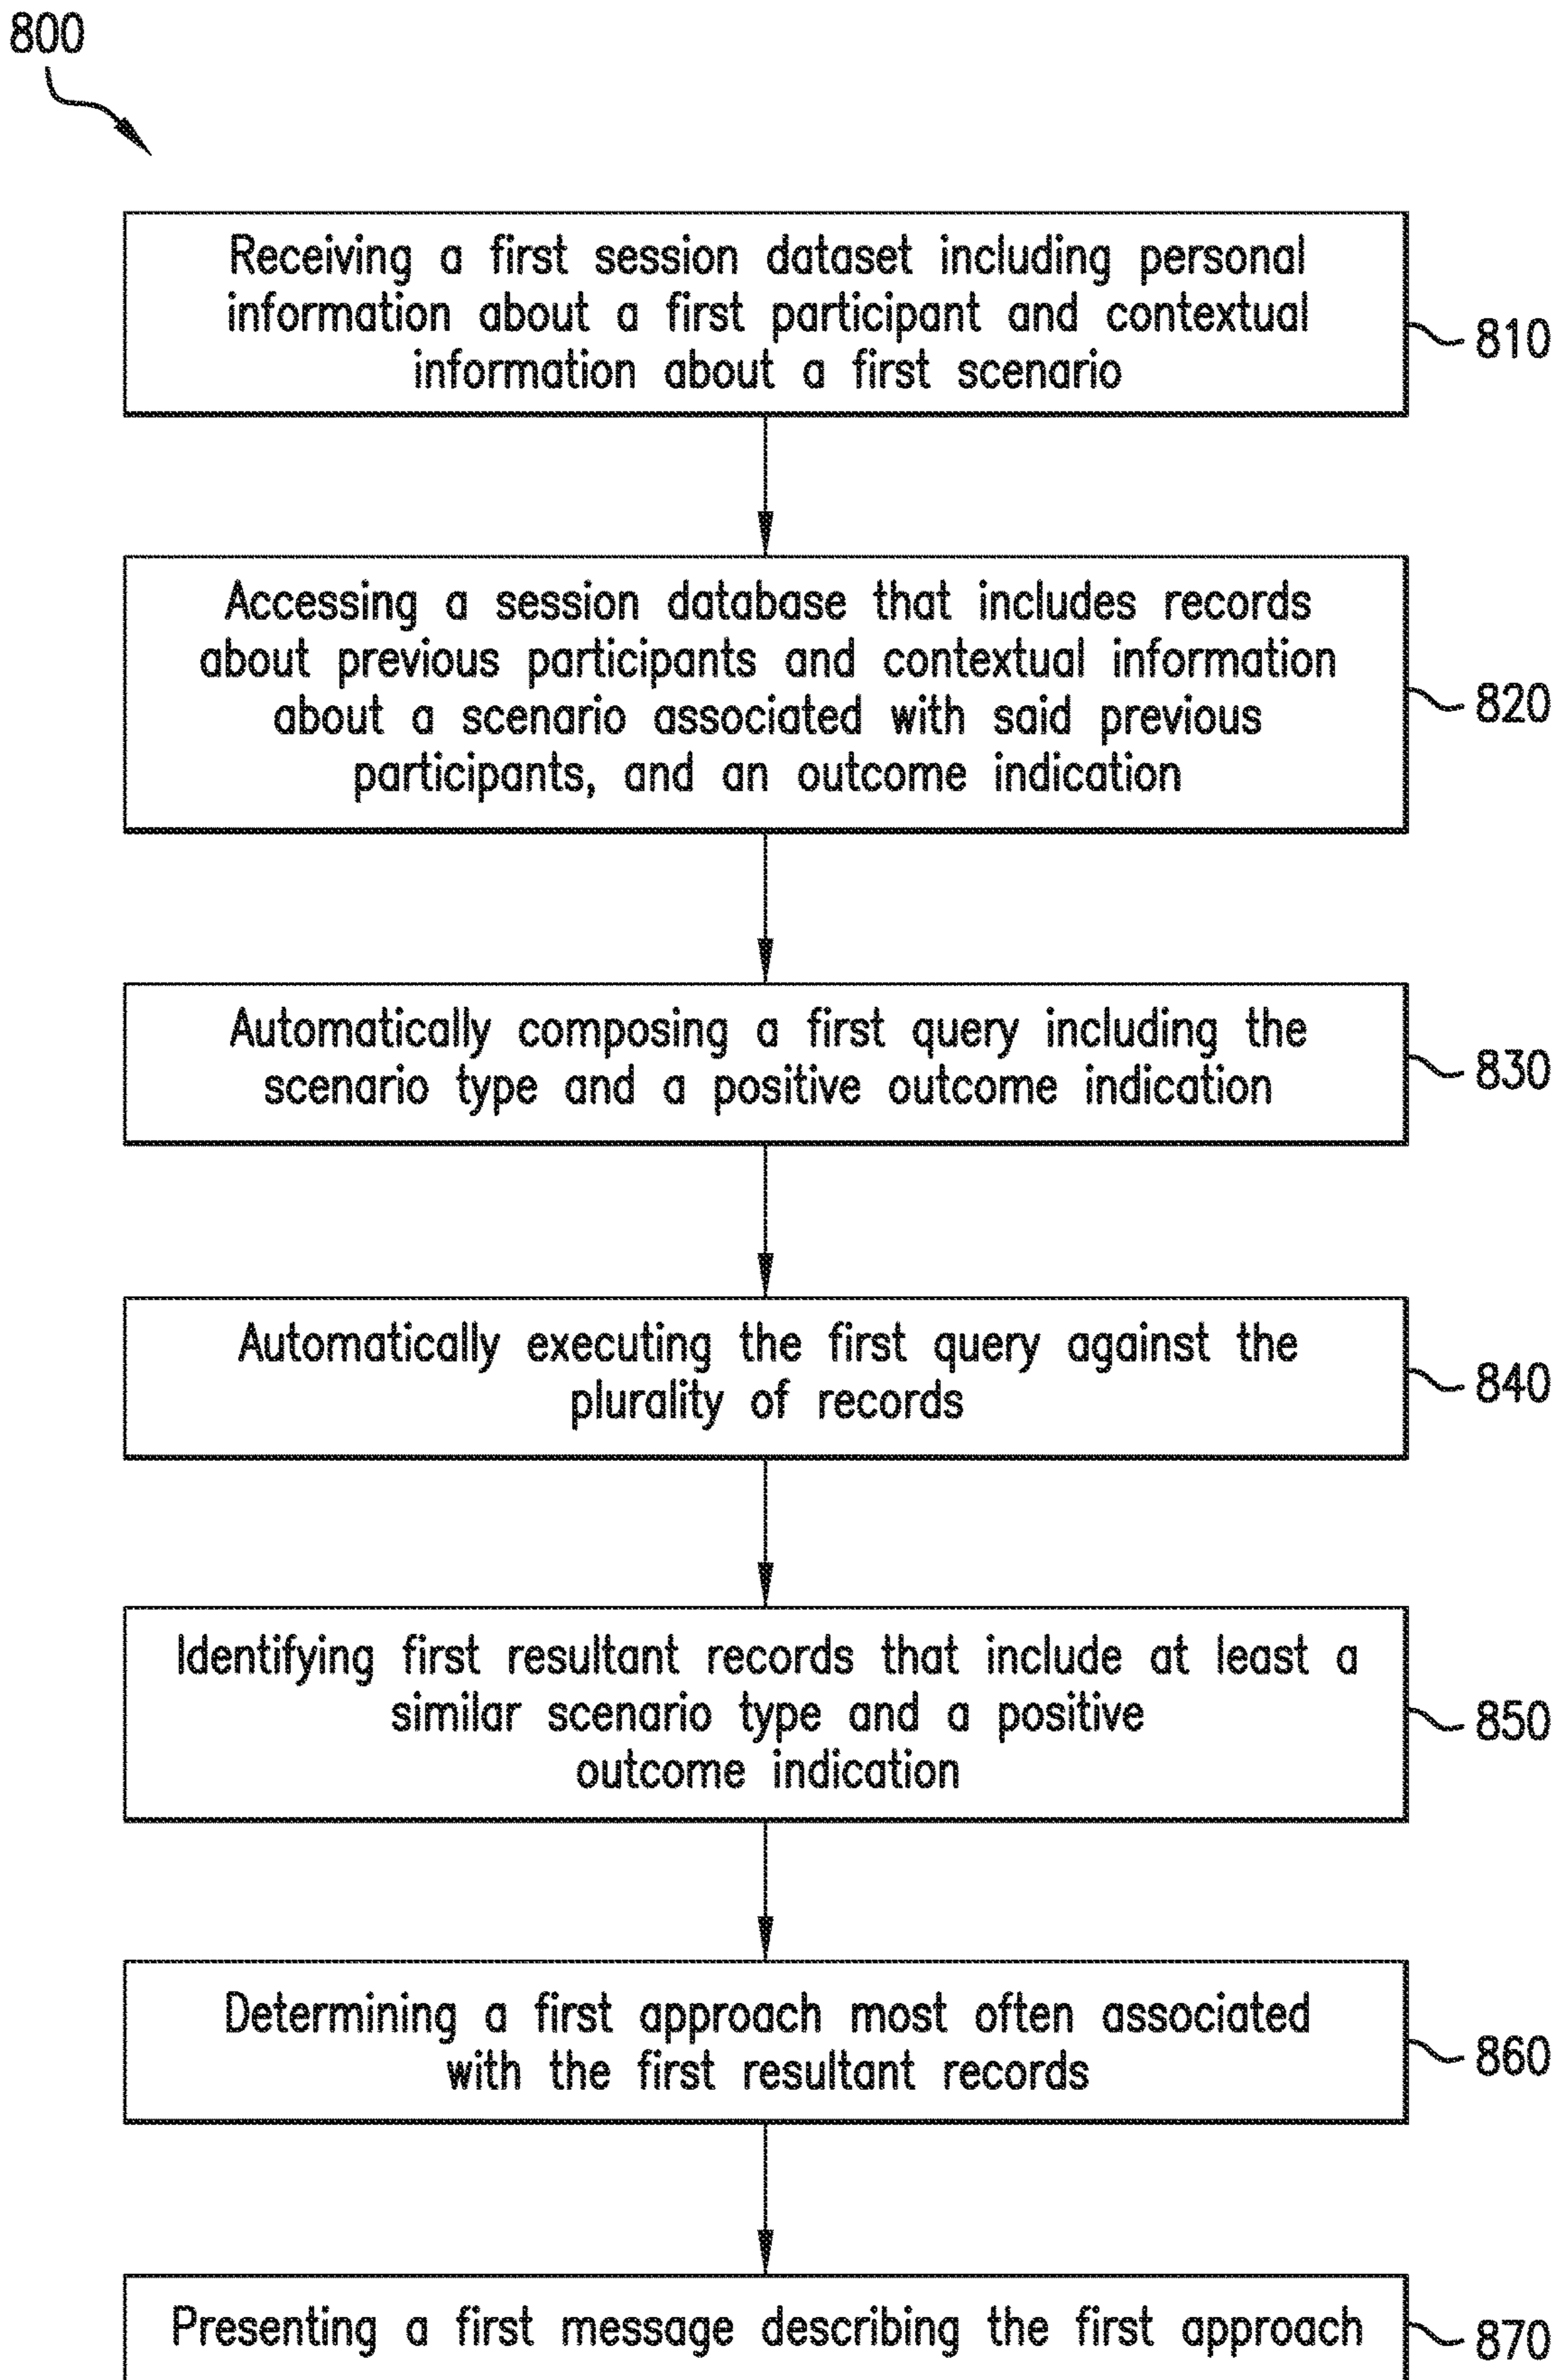 800
Receiving a first session dataset including personal
information about a first participant and contextual
information about a first scenario
810
Accessing a session database that includes records
about previous participants and contextual information
about a scenario associated with said previous
participants, and an outcome indication
820
Automatically composing a first query including the
scenario type and a positive outcome indication
830
Automatically executing the first query against the
plurality of records
840
Identifying first resultant records that include at least a
similar scenario type and a positive
outcome indication
850
Determining a first approach most often associated
with the first resultant records
860
Presenting a first message describing the first approach
870